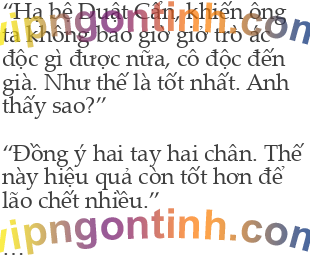 “Hạ bệ Duật Cẩn, khiến ông
vipngontinh.com
ta không bao giờ giở trò ác
độc gì được nữa, cô độc đến
già. Như thế là tốt nhất. Anh
thấy sao?”
“Đồng ý hai tay hai chân. Thế
này hiệu quả còn tốt hơn để
lão chết nhiều.”
vipngontinh.com
…